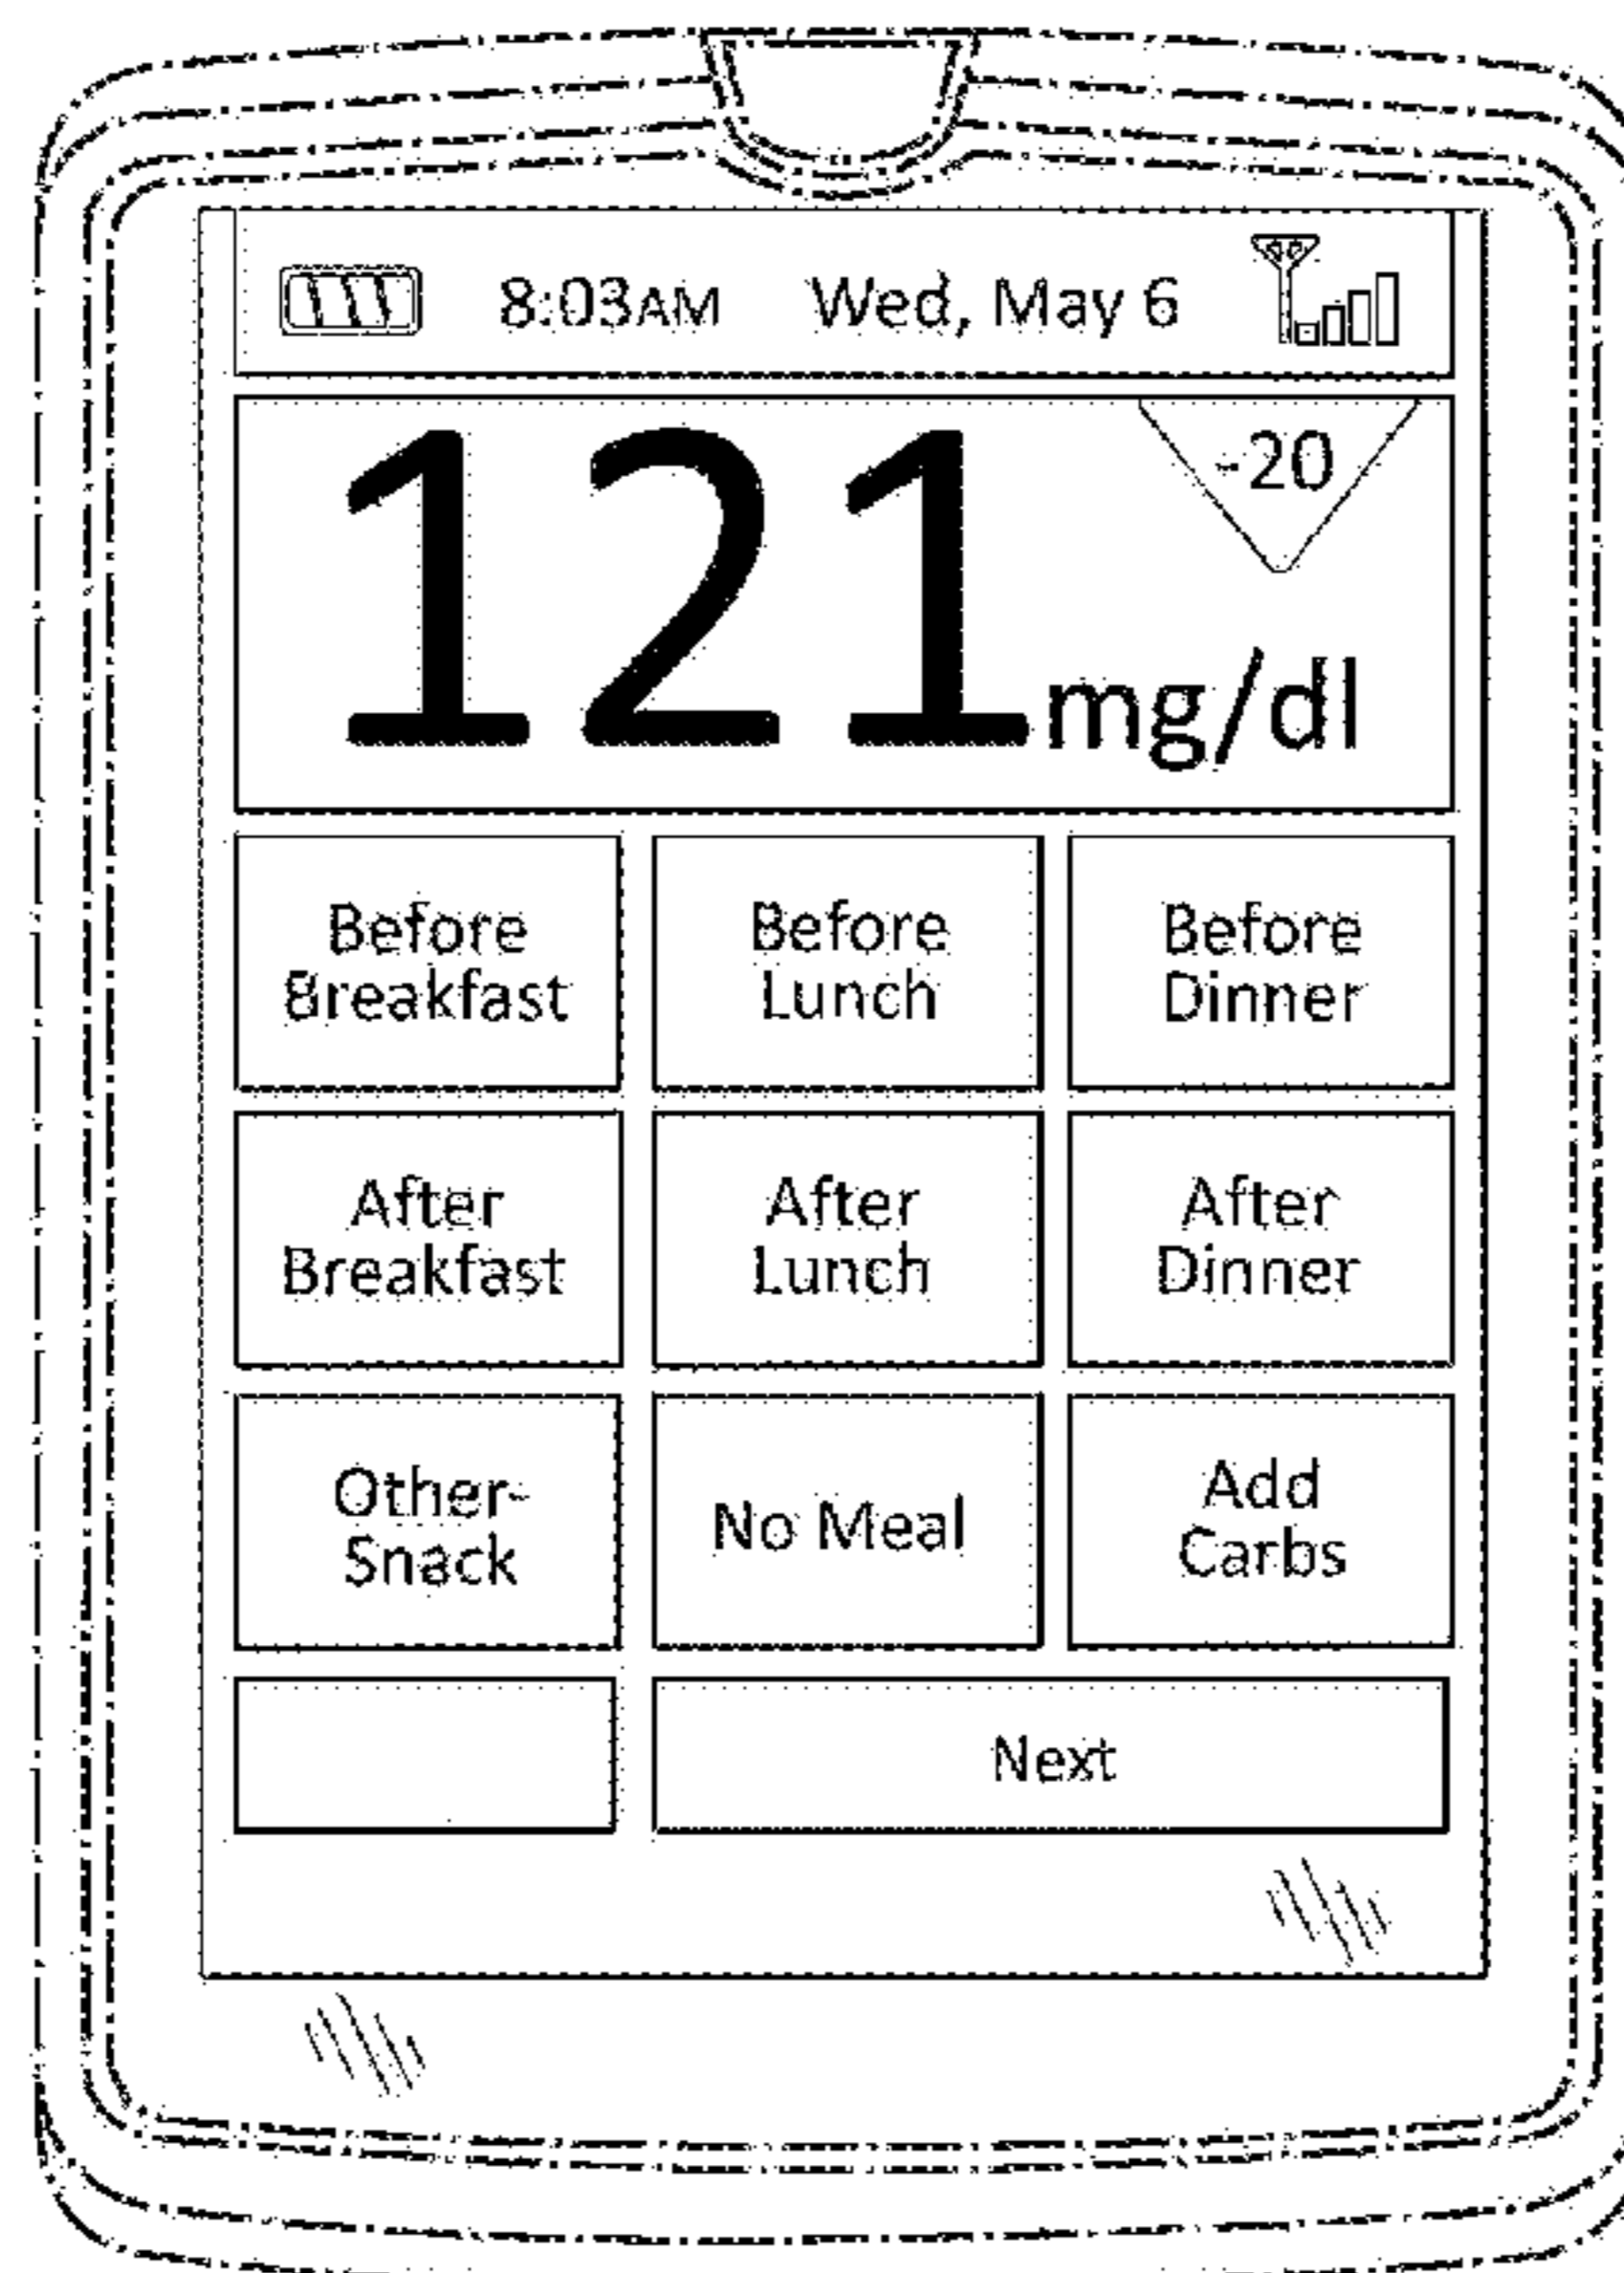 8:03AM Wed, May 6
-20
121mg/dl
Before Before Before
Breakfast Lunch Dinner
After After After
Breakfast Lunch Dinner
Other-
Snack
No Meal
Add
Carbs
Next